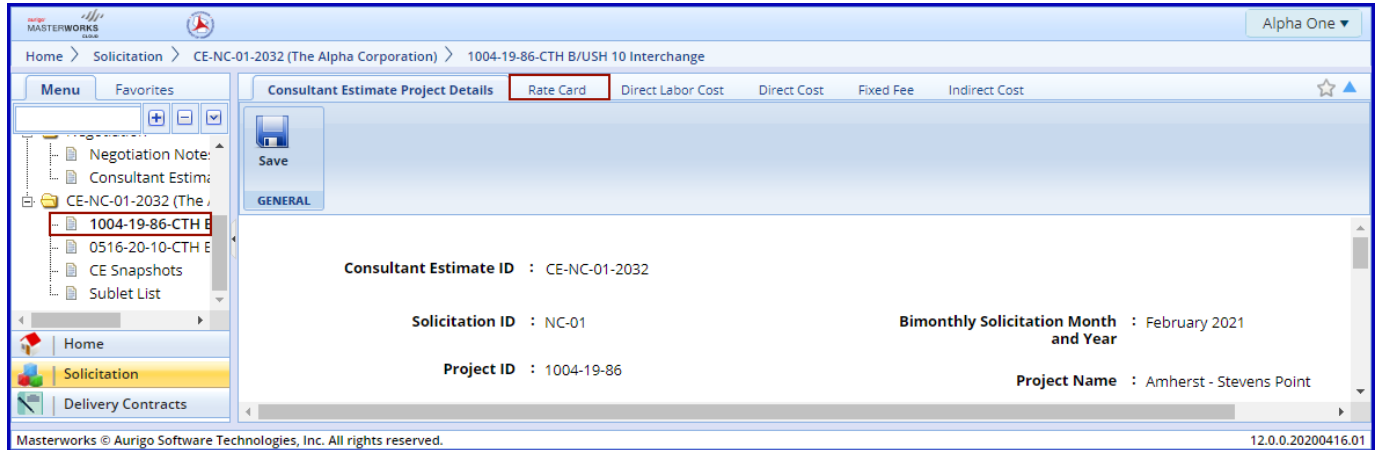 aurigo
MASTERWORKS
CLOUD
Alpha One ▼
Home > Solicitation > CE-NC-01-2032 (The Alpha Corporation) > 1004-19-86-CTH B/USH 10 Interchange
Menu Favorites
Consultant Estimate Project Details Rate Card Direct Labor Cost Direct Cost Fixed Fee Indirect Cost
Negotiation Note:
Consultant Estima
Save
CE-NC-01-2032 (The
GENERAL
1004-19-86-CTH B
0516-20-10-CTH E
CE Snapshots
Sublet List
Consultant Estimate ID : CE-NC-01-2032
Solicitation ID : NC-01
Bimonthly Solicitation Month and Year : February 2021
Project ID : 1004-19-86
Project Name : Amherst - Stevens Point
Home
Solicitation
Delivery Contracts
Masterworks © Aurigo Software Technologies, Inc. All rights reserved. 12.0.0.20200416.01